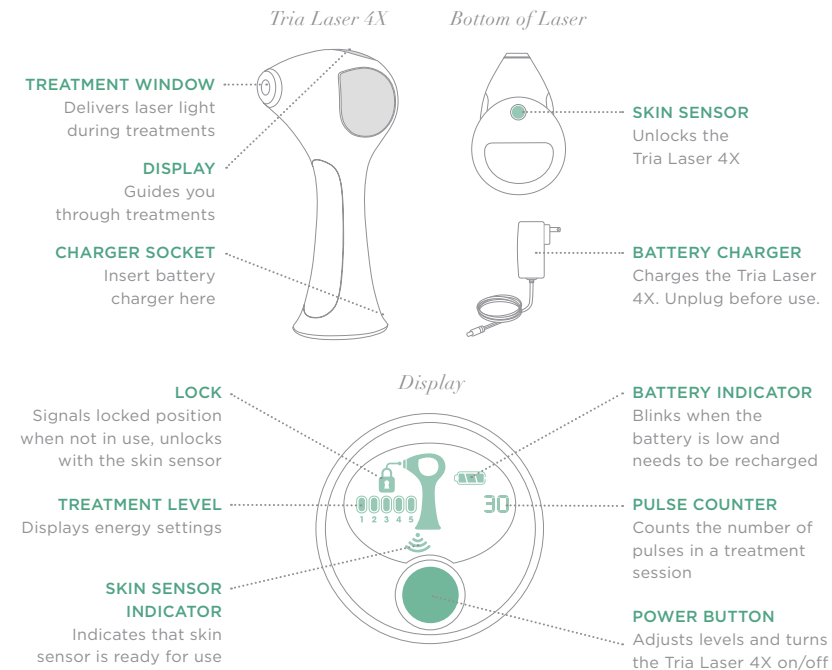 Tria Laser 4X
Bottom of Laser
TREATMENT WINDOW
Delivers laser light
during treatments
DISPLAY
Guides you
through treatments
CHARGER SOCKET
Insert battery
charger here
SKIN SENSOR
Unlocks the
Tria Laser 4X
BATTERY CHARGER
Charges the Tria Laser
4X. Unplug before use.
Display
LOCK
Signals locked position
when not in use, unlocks
with the skin sensor
TREATMENT LEVEL
Displays energy settings
SKIN SENSOR
INDICATOR
Indicates that skin
sensor is ready for use
1 2 3 4 5
30
BATTERY INDICATOR
Blinks when the
battery is low and
needs to be recharged
PULSE COUNTER
Counts the number of
pulses in a treatment
session
POWER BUTTON
Adjusts levels and turns
the Tria Laser 4X on/off